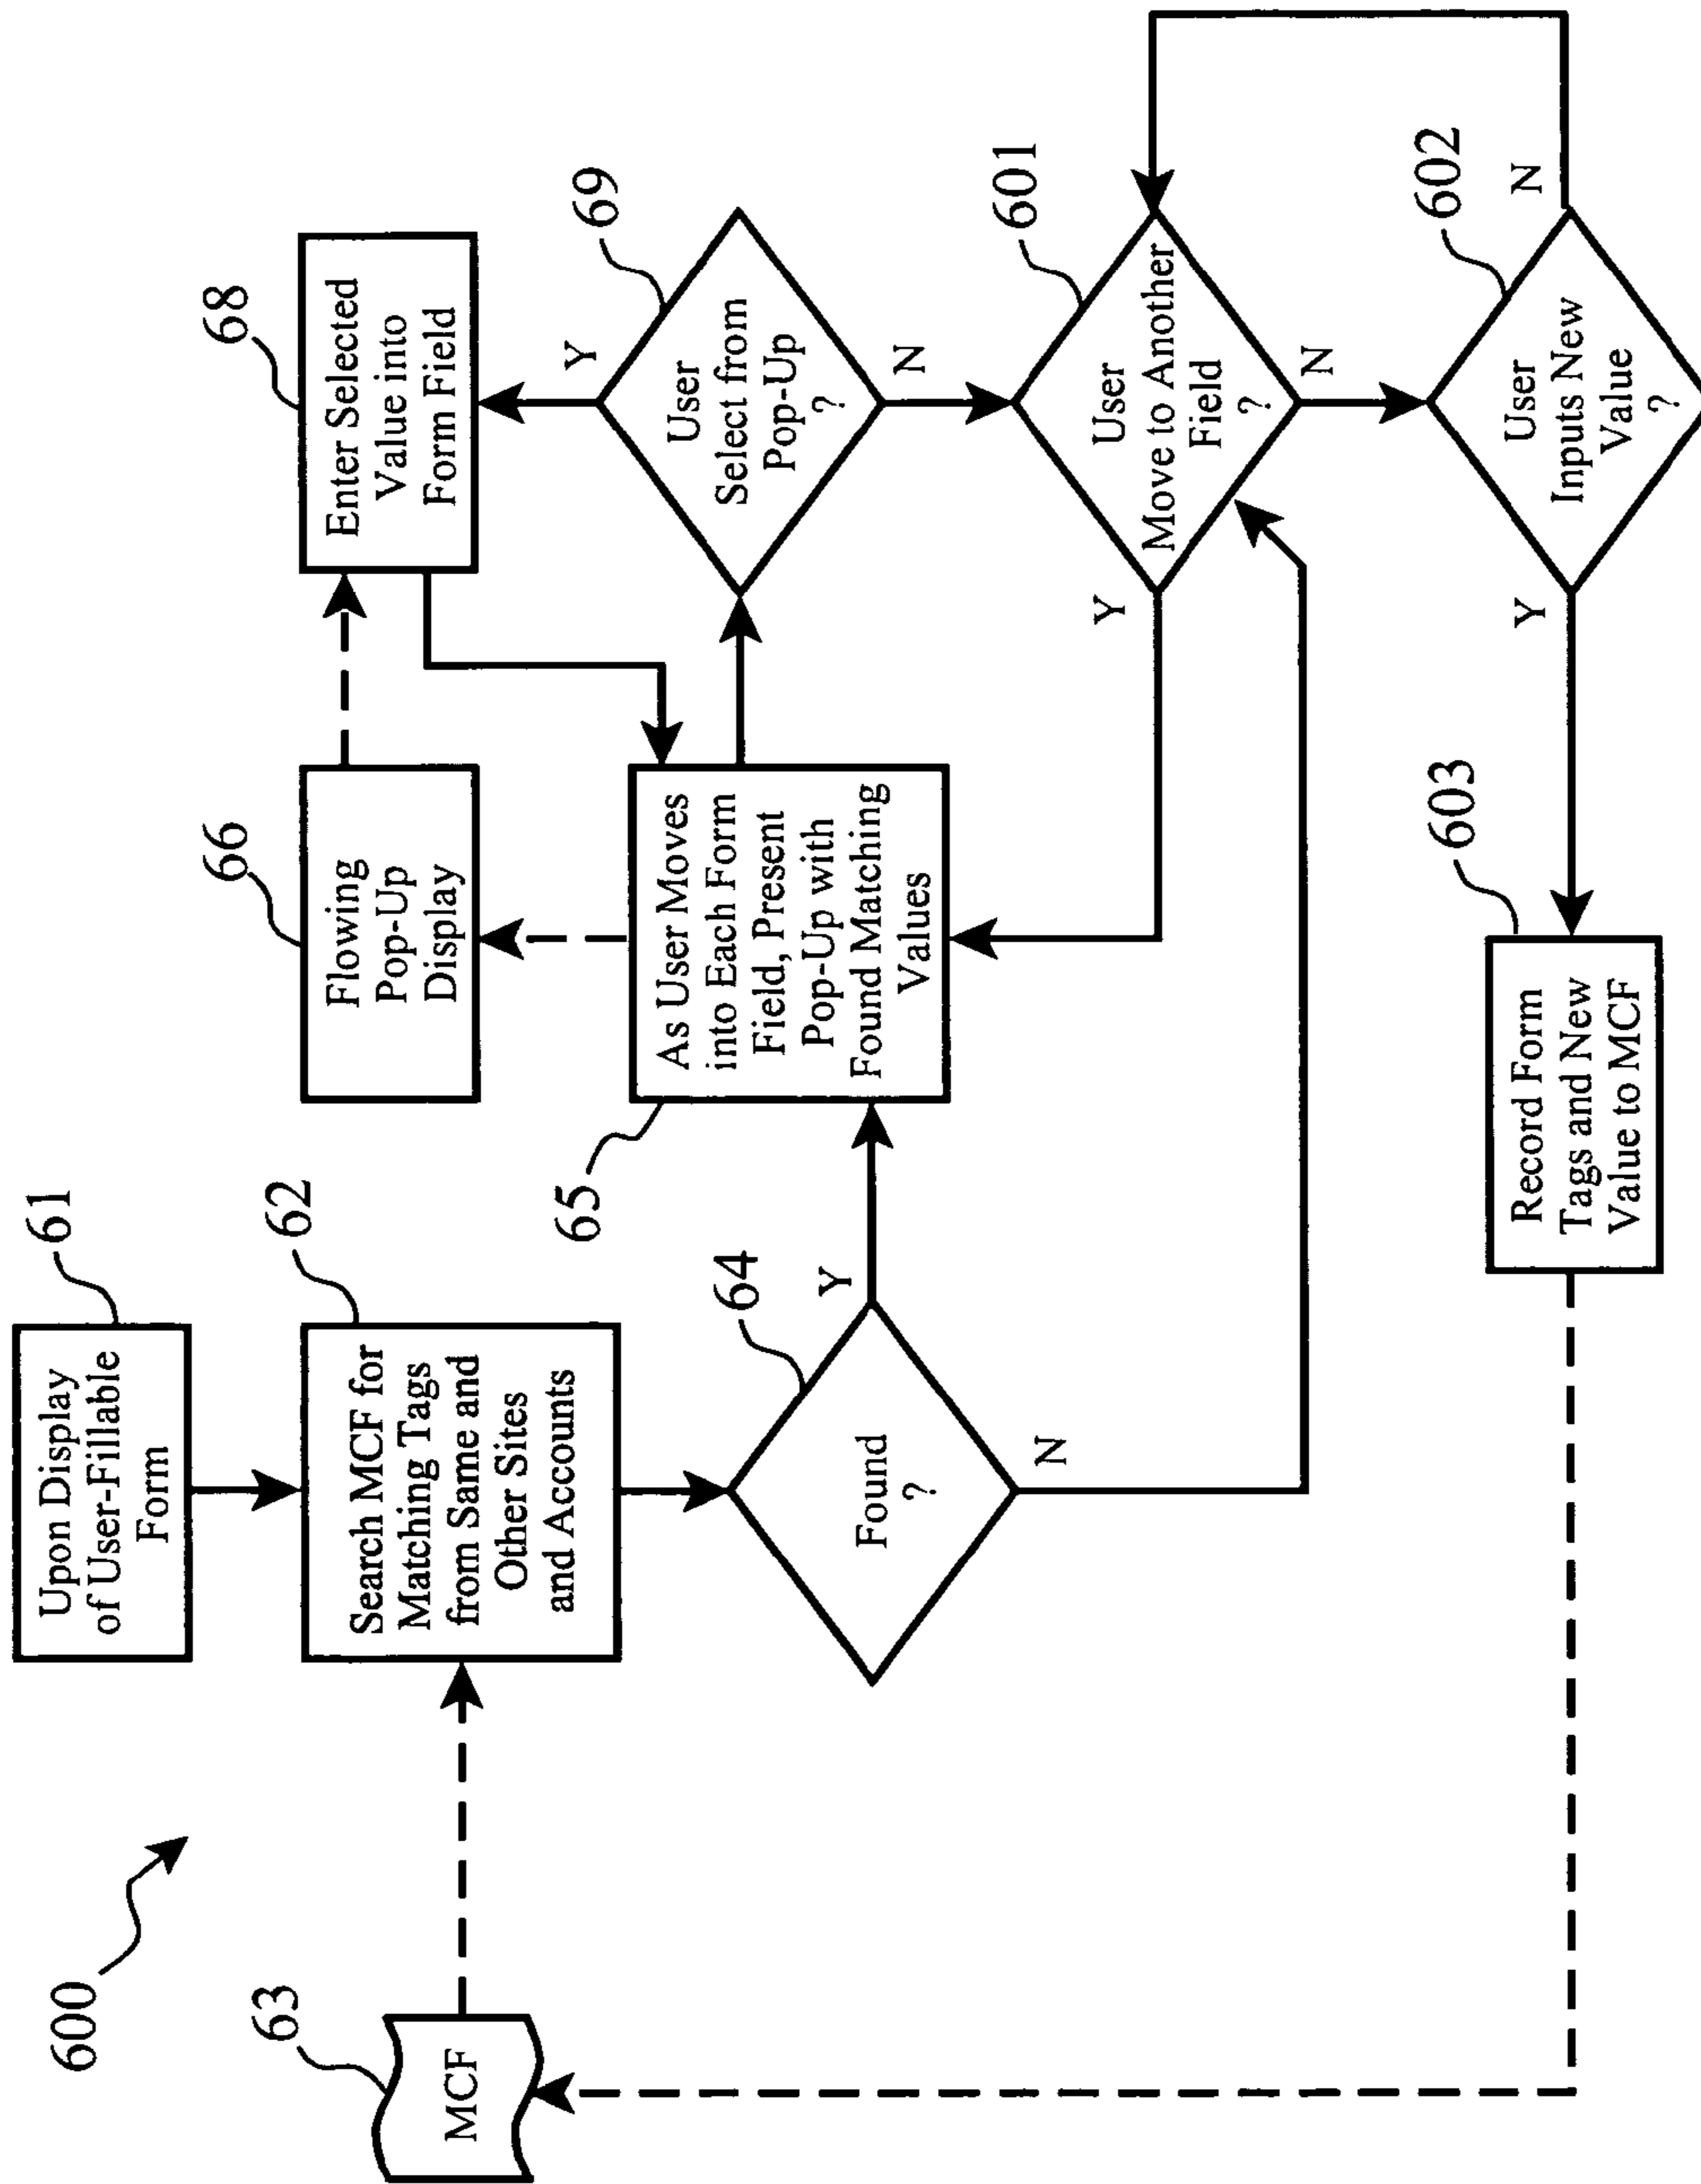 600
61
Upon Display
of User-Fillable
Form
62
Search MCF for
Matching Tags
from Same and
Other Sites
and Accounts
63
MCF
64
Found
?
Y
N
65
As User Moves
into Each Form
Field, Present
Pop-Up with
Found Matching
Values
66
Flowing
Pop-Up
Display
68
Enter Selected
Value into
Form Field
69
User
Select from
Pop-Up
?
Y
N
601
User
Move to Another
Field
?
Y
N
602
User
Inputs New
Value
?
Y
N
603
Record Form
Tags and New
Value to MCF